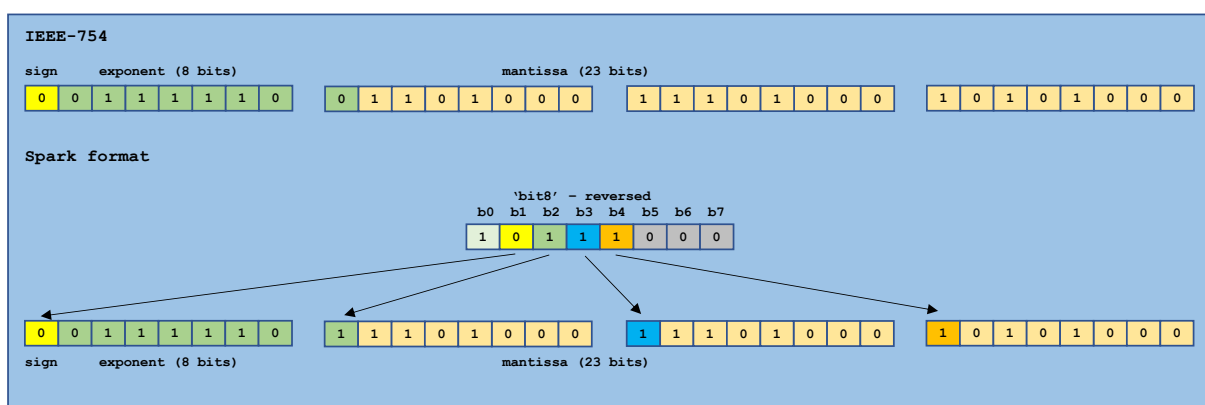 IEEE-754
sign exponent (8 bits) mantissa (23 bits)
0 0 1 1 1 1 1 0 0 1 1 0 1 0 0 0 1 1 1 0 1 0 0 0 1 0 1 0 1 0 0 0
Spark format
‘bit8’ – reversed
b0 b1 b2 b3 b4 b5 b6 b7
1 0 1 1 1 0 0 0
0 0 1 1 1 1 1 0 1 1 1 0 1 0 0 0 1 1 1 0 1 0 0 0 1 0 1 0 1 0 0 0
sign exponent (8 bits) mantissa (23 bits)